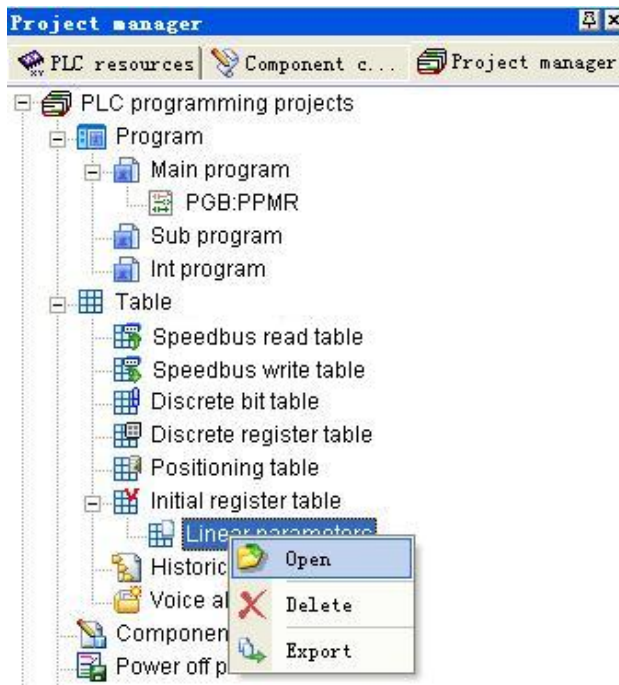 Project manager
PLC resources Component c... Project manager
PLC programming projects
Program
Main program
PGB:PPMR
Sub program
Int program
Table
Speedbus read table
Speedbus write table
Discrete bit table
Discrete register table
Positioning table
Initial register table
Linear parameters
Open
Historic
Voice al
Delete
Componen
Export
Power off p